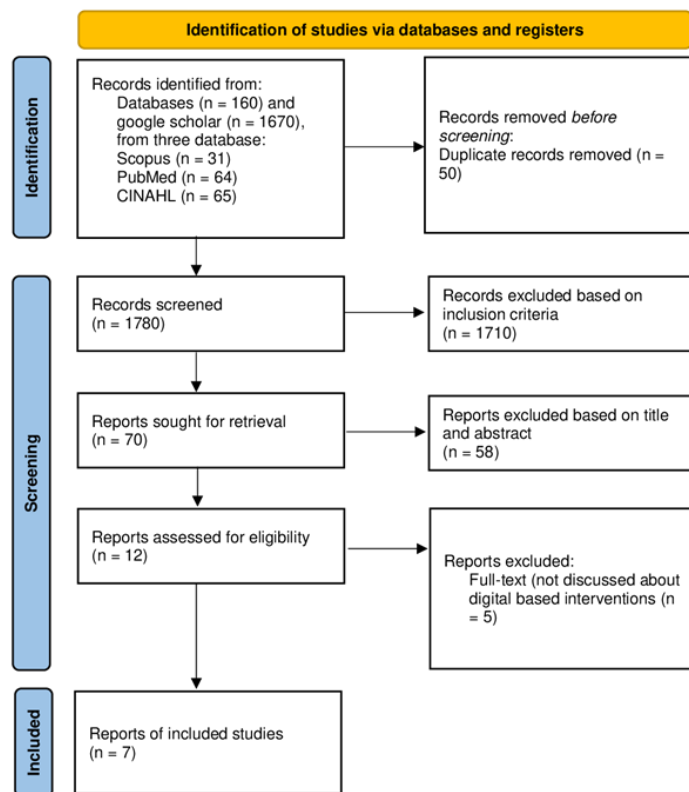 Identification of studies via databases and registers
Identification
Records identified from:
Databases (n = 160) and
google scholar (n = 1670),
from three database:
Scopus (n = 31)
PubMed (n = 64)
CINAHL (n = 65)
Records removed before
screening:
Duplicate records removed (n =
50)
Screening
Records screened
(n = 1780)
Records excluded based on
inclusion criteria
(n = 1710)
Reports sought for retrieval
(n = 70)
Reports excluded based on title
and abstract
(n = 58)
Reports assessed for eligibility
(n = 12)
Reports excluded:
Full-text (not discussed about
digital based interventions (n
= 5)
Included
Reports of included studies
(n = 7)